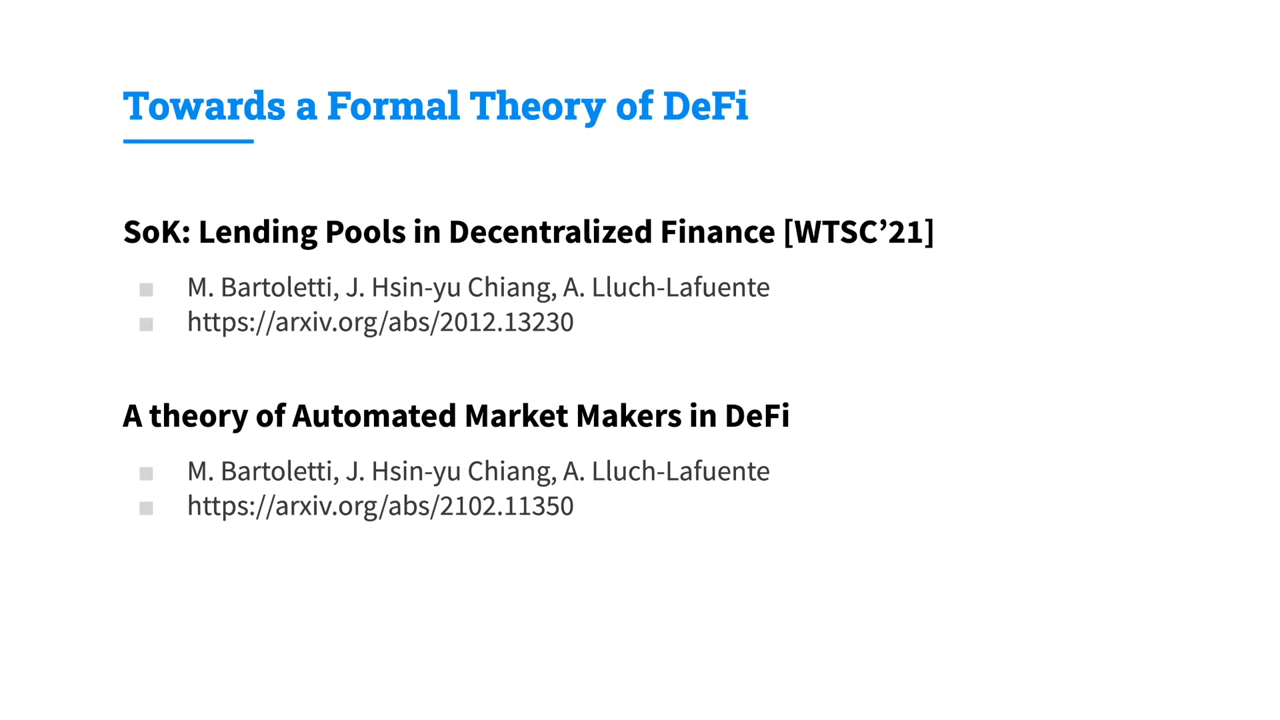 Towards a Formal Theory of DeFi
SoK: Lending Pools in Decentralized Finance [WTSC’21]
M. Bartoletti, J. Hsin-yu Chiang, A. Lluch-Lafuente
https://arxiv.org/abs/2012.13230
A theory of Automated Market Makers in DeFi
M. Bartoletti, J. Hsin-yu Chiang, A. Lluch-Lafuente
https://arxiv.org/abs/2102.11350